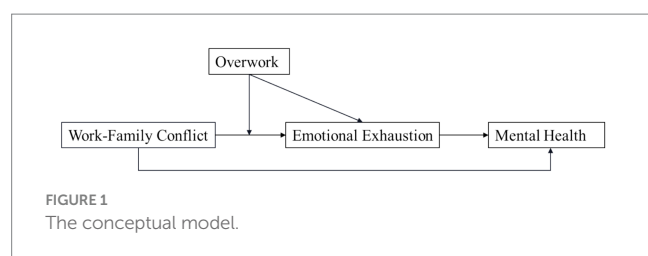 Overwork
Work-Family Conflict
Emotional Exhaustion
Mental Health
FIGURE 1
The conceptual model.